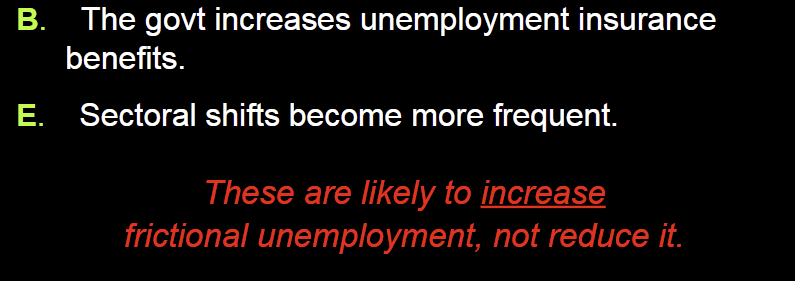 B. The govt increases unemployment insurance
benefits.
E. Sectoral shifts become more frequent.
These are likely to increase
frictional unemployment, not reduce it.